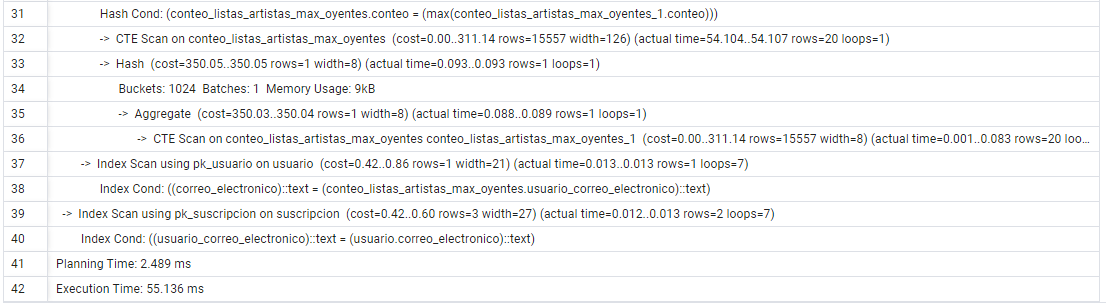 31 Hash Cond: (conteo_listas_artistas_max_oyentes.conteo = (max(conteo_listas_artistas_max_oyentes_1.conteo)))
32 -> CTE Scan on conteo_listas_artistas_max_oyentes (cost=0.00..311.14 rows=15557 width=126) (actual time=54.104..54.107 rows=20 loops=1)
33 -> Hash (cost=350.05..350.05 rows=1 width=8) (actual time=0.093..0.093 rows=1 loops=1)
34 Buckets: 1024 Batches: 1 Memory Usage: 9kB
35 -> Aggregate (cost=350.03..350.04 rows=1 width=8) (actual time=0.088..0.089 rows=1 loops=1)
36 -> CTE Scan on conteo_listas_artistas_max_oyentes conteo_listas_artistas_max_oyentes_1 (cost=0.00..311.14 rows=15557 width=8) (actual time=0.001..0.083 rows=20 loo...
37 -> Index Scan using pk_usuario on usuario (cost=0.42..0.86 rows=1 width=21) (actual time=0.013..0.013 rows=1 loops=7)
38 Index Cond: ((correo_electronico)::text = (conteo_listas_artistas_max_oyentes.usuario_correo_electronico)::text)
39 -> Index Scan using pk_suscripcion on suscripcion (cost=0.42..0.60 rows=3 width=27) (actual time=0.012..0.013 rows=2 loops=7)
40 Index Cond: ((usuario_correo_electronico)::text = (usuario.correo_electronico)::text)
41 Planning Time: 2.489 ms
42 Execution Time: 55.136 ms